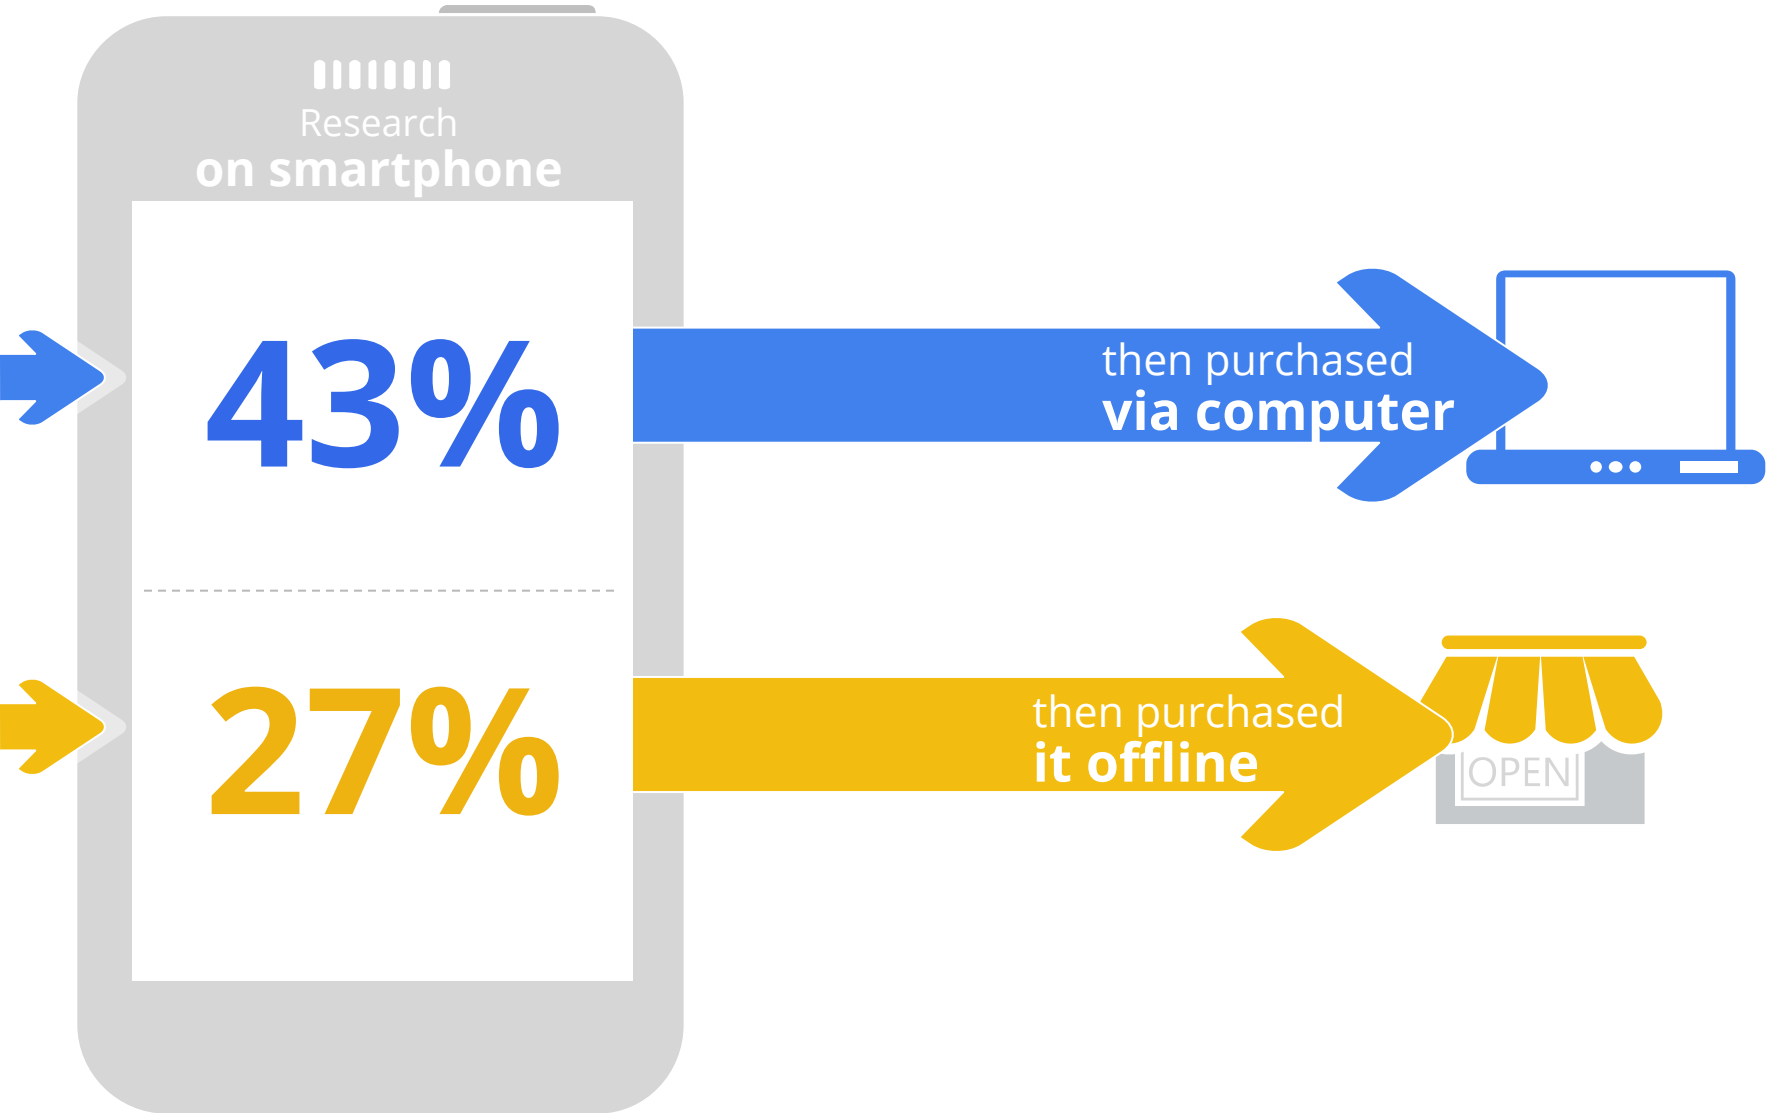 Research
on smartphone
43%
then purchased
via computer
27%
then purchased
it offline
OPEN